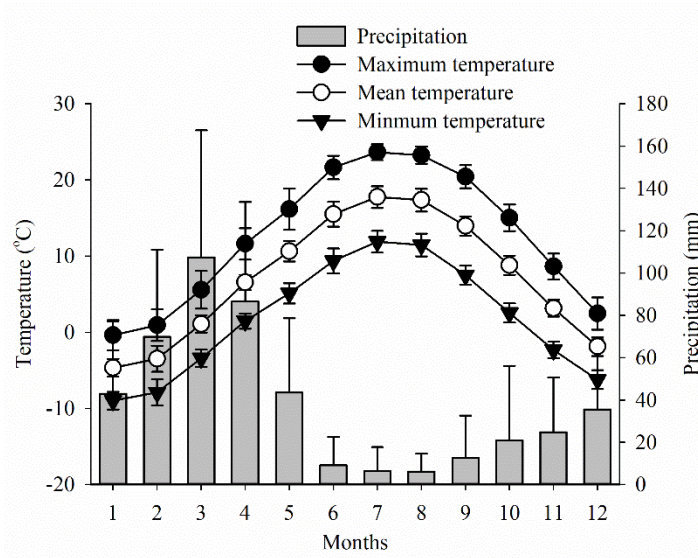 Precipitation
Maximum temperature
Mean temperature
Minmum temperature
30
20
10
0
-10
-20
Temperature (°C)
180
160
140
120
100
80
60
40
20
0
Precipitation (mm)
1 2 3 4 5 6 7 8 9 10 11 12
Months